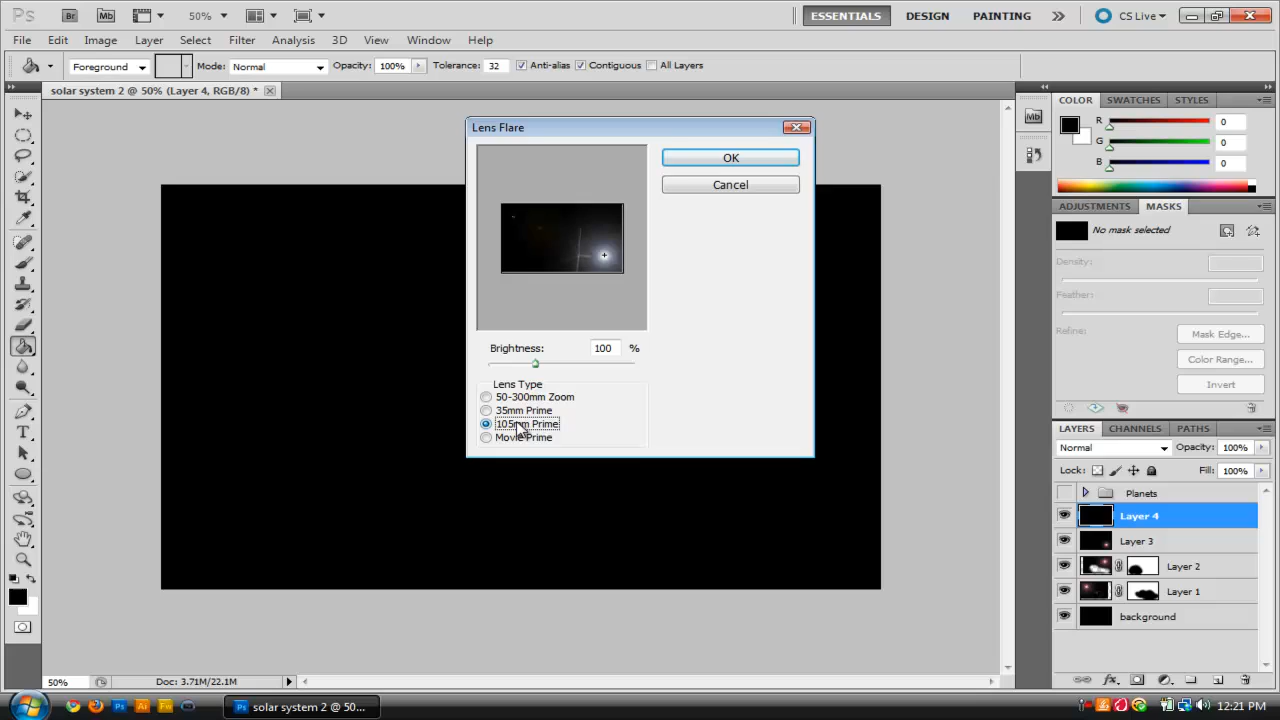 Ps Br Mb 50% ESSENTIALS DESIGN PAINTING CS Live
File Edit Image Layer Select Filter Analysis 3D View Window Help
Foreground Mode: Normal Opacity: 100% Tolerance: 32 Anti-alias Contiguous All Layers
solar system 2 @ 50% (Layer 4, RGB/8) *
Lens Flare
OK
Cancel
Brightness: 100 %
Lens Type
50-300mm Zoom
35mm Prime
105mm Prime
Movie Prime
Mb
COLOR SWATCHES STYLES
R 0
G 0
B 0
ADJUSTMENTS MASKS
No mask selected
Density:
Feather:
Refine: Mask Edge...
Color Range...
Invert
LAYERS CHANNELS PATHS
Normal Opacity: 100%
Lock: Fill: 100%
Planets
Layer 4
Layer 3
Layer 2
Layer 1
background
50% Doc: 3.71M/22.1M
Ps Ai Fw Ps solar system 2 @ 50... 12:21 PM